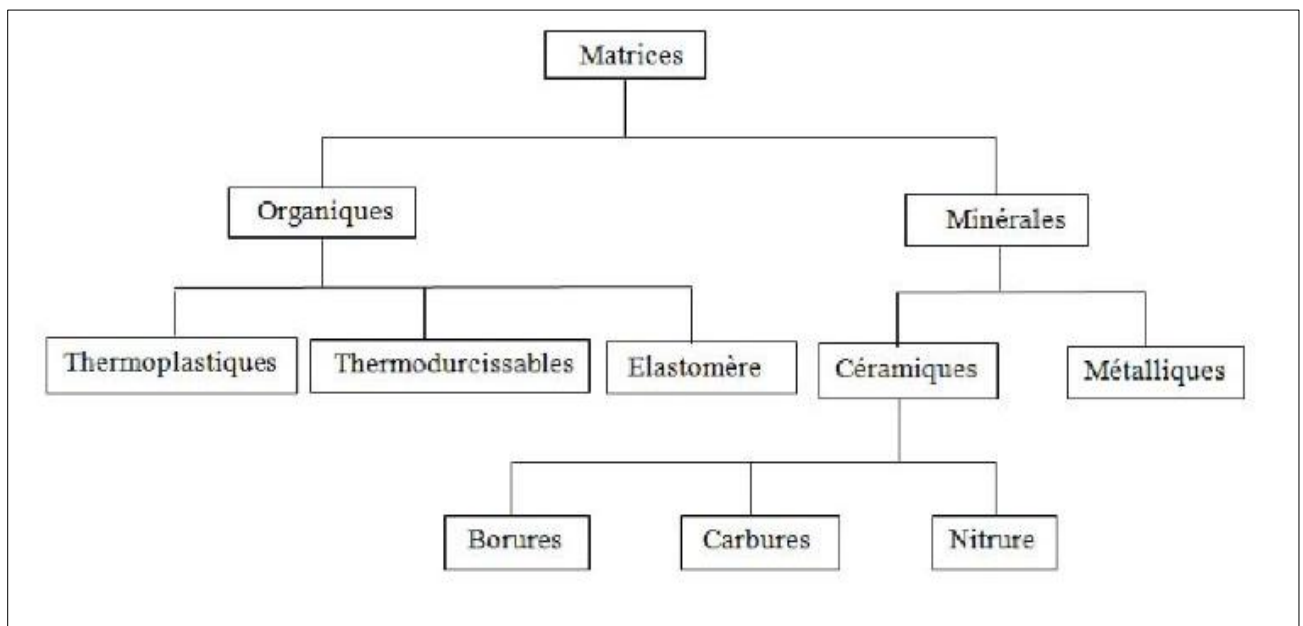 Matrices
Organiques
Minérales
Thermoplastiques
Thermodurcissables
Elastomère
Céramiques
Métalliques
Borures
Carbures
Nitrure